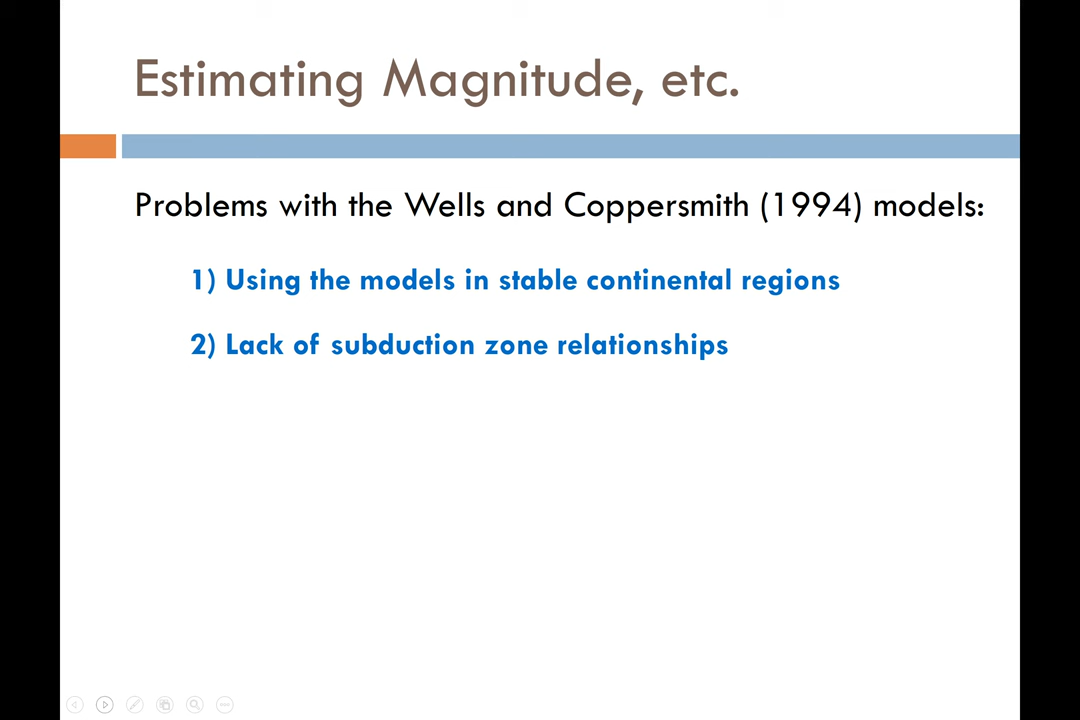 Estimating Magnitude, etc.
Problems with the Wells and Coppersmith (1994) models:
1) Using the models in stable continental regions
2) Lack of subduction zone relationships